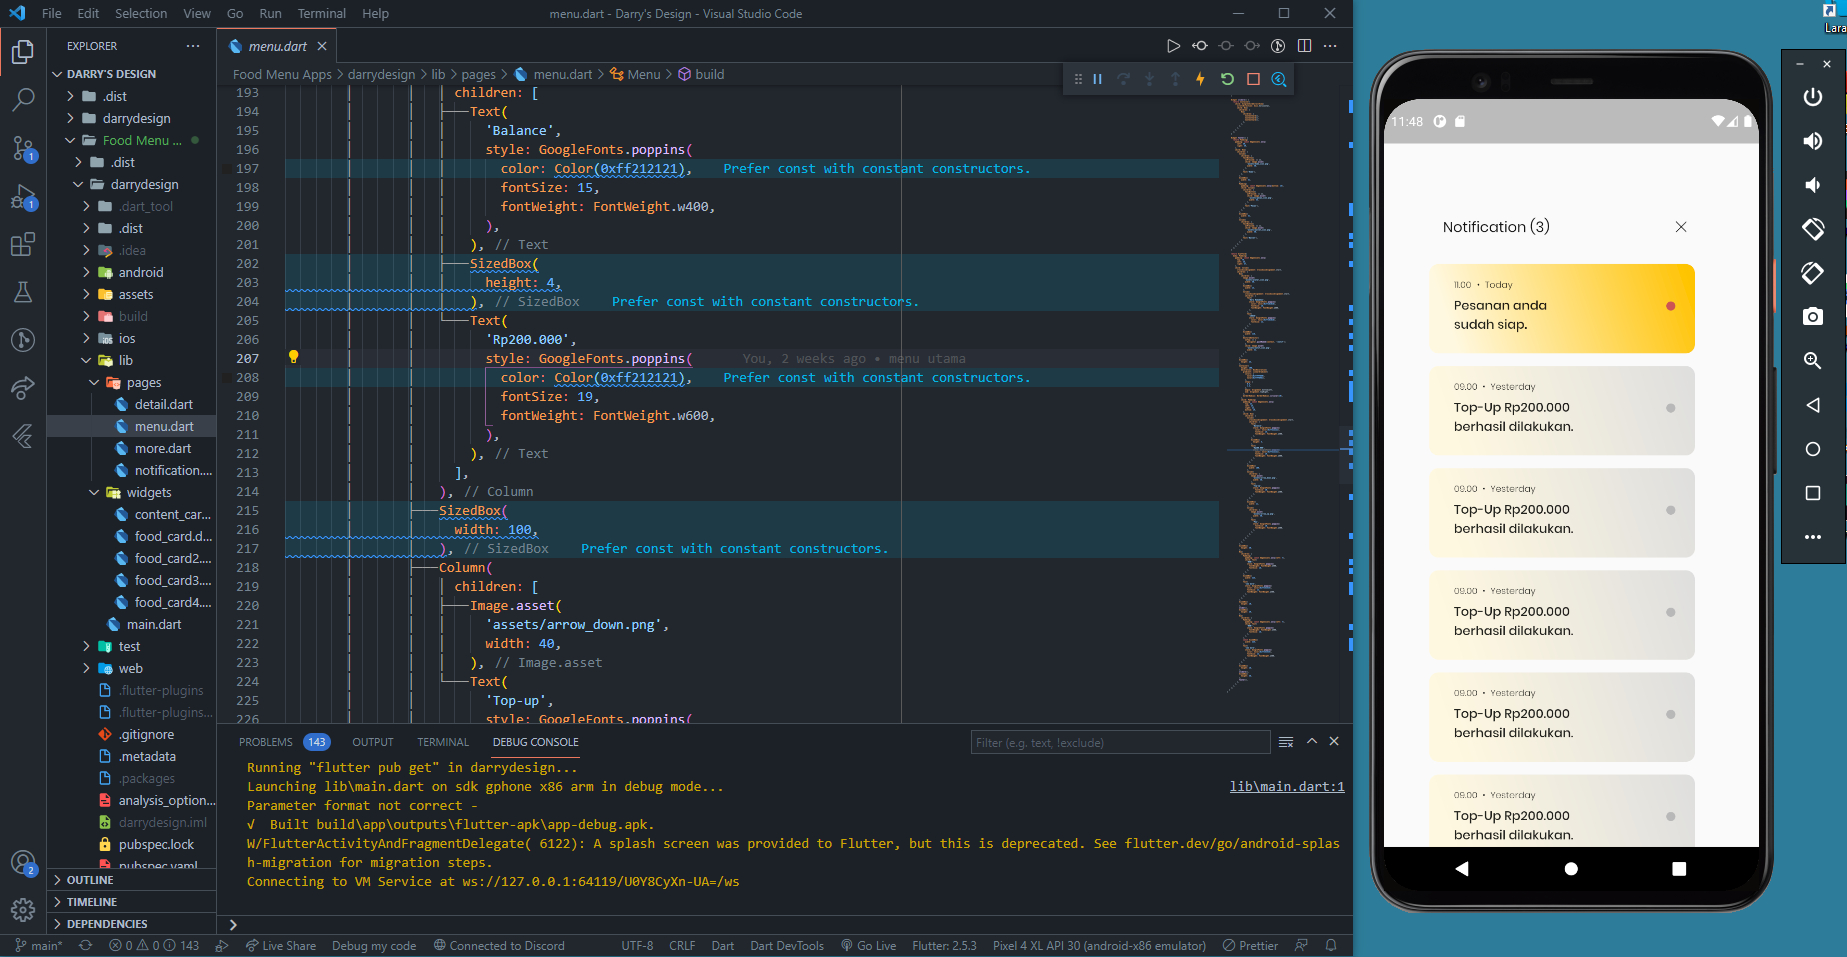 File Edit Selection View Go Run Terminal Help
menu.dart - Darry's Design - Visual Studio Code
EXPLORER
DARRY'S DESIGN
.dist
darrydesign
Food Menu ...
.dist
darrydesign
.dart_tool
.dist
.idea
android
assets
build
ios
lib
pages
detail.dart
menu.dart
more.dart
notification....
widgets
content_car...
food_card.d...
food_card2....
food_card3....
food_card4....
main.dart
test
web
.flutter-plugins
.flutter-plugins...
.gitignore
.metadata
.packages
analysis_option...
darrydesign.iml
pubspec.lock
pubspec.yaml
OUTLINE
TIMELINE
DEPENDENCIES
1
1
2
menu.dart
Food Menu Apps > darrydesign > lib > pages > menu.dart > Menu > build
193 children: [
194 Text(
195 'Balance',
196 style: GoogleFonts.poppins(
197 color: Color(0xff212121), Prefer const with constant constructors.
198 fontSize: 15,
199 fontWeight: FontWeight.w400,
200 ),
201 ), // Text
202 SizedBox(
203 height: 4,
204 ), // SizedBox Prefer const with constant constructors.
205 Text(
206 'Rp200.000',
207 style: GoogleFonts.poppins( You, 2 weeks ago • menu utama
208 color: Color(0xff212121), Prefer const with constant constructors.
209 fontSize: 19,
210 fontWeight: FontWeight.w600,
211 ),
212 ), // Text
213 ],
214 ), // Column
215 SizedBox(
216 width: 100,
217 ), // SizedBox Prefer const with constant constructors.
218 Column(
219 children: [
220 Image.asset(
221 'assets/arrow_down.png',
222 width: 40,
223 ), // Image.asset
224 Text(
225 'Top-up',
226 style: GoogleFonts.poppins(
PROBLEMS 143 OUTPUT TERMINAL DEBUG CONSOLE
Filter (e.g. text, !exclude)
Running "flutter pub get" in darrydesign...
Launching lib\main.dart on sdk gphone x86 arm in debug mode... lib\main.dart:1
Parameter format not correct -
√ Built build\app\outputs\flutter-apk\app-debug.apk.
W/FlutterActivityAndFragmentDelegate( 6122): A splash screen was provided to Flutter, but this is deprecated. See flutter.dev/go/android-splas
h-migration for migration steps.
Connecting to VM Service at ws://127.0.0.1:64119/U0Y8CyXn-UA=/ws
main* 0 0 143 Live Share Debug my code Connected to Discord UTF-8 CRLF Dart Dart DevTools Go Live Flutter: 2.5.3 Pixel 4 XL API 30 (android-x86 emulator) Prettier
Lara
11:48
Notification (3)
11.00 • Today
Pesanan anda
sudah siap.
09.00 • Yesterday
Top-Up Rp200.000
berhasil dilakukan.
09.00 • Yesterday
Top-Up Rp200.000
berhasil dilakukan.
09.00 • Yesterday
Top-Up Rp200.000
berhasil dilakukan.
09.00 • Yesterday
Top-Up Rp200.000
berhasil dilakukan.
09.00 • Yesterday
Top-Up Rp200.000
berhasil dilakukan.